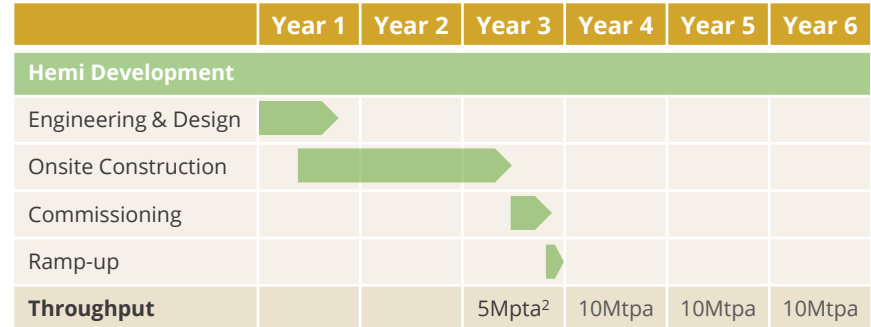 Year 1 Year 2 Year 3 Year 4 Year 5 Year 6
Hemi Development
Engineering & Design
Onsite Construction
Commissioning
Ramp-up
Throughput 5Mpta² 10Mtpa 10Mtpa 10Mtpa